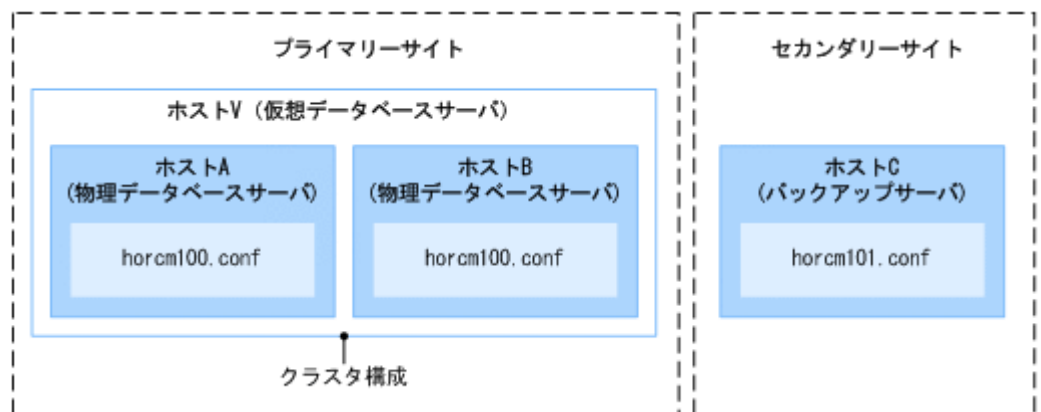 プライマリーサイト
セカンダリーサイト
ホストV（仮想データベースサーバ）
ホストA
（物理データベースサーバ）
horcm100.conf
ホストB
（物理データベースサーバ）
horcm100.conf
ホストC
（バックアップサーバ）
horcm101.conf
クラスタ構成